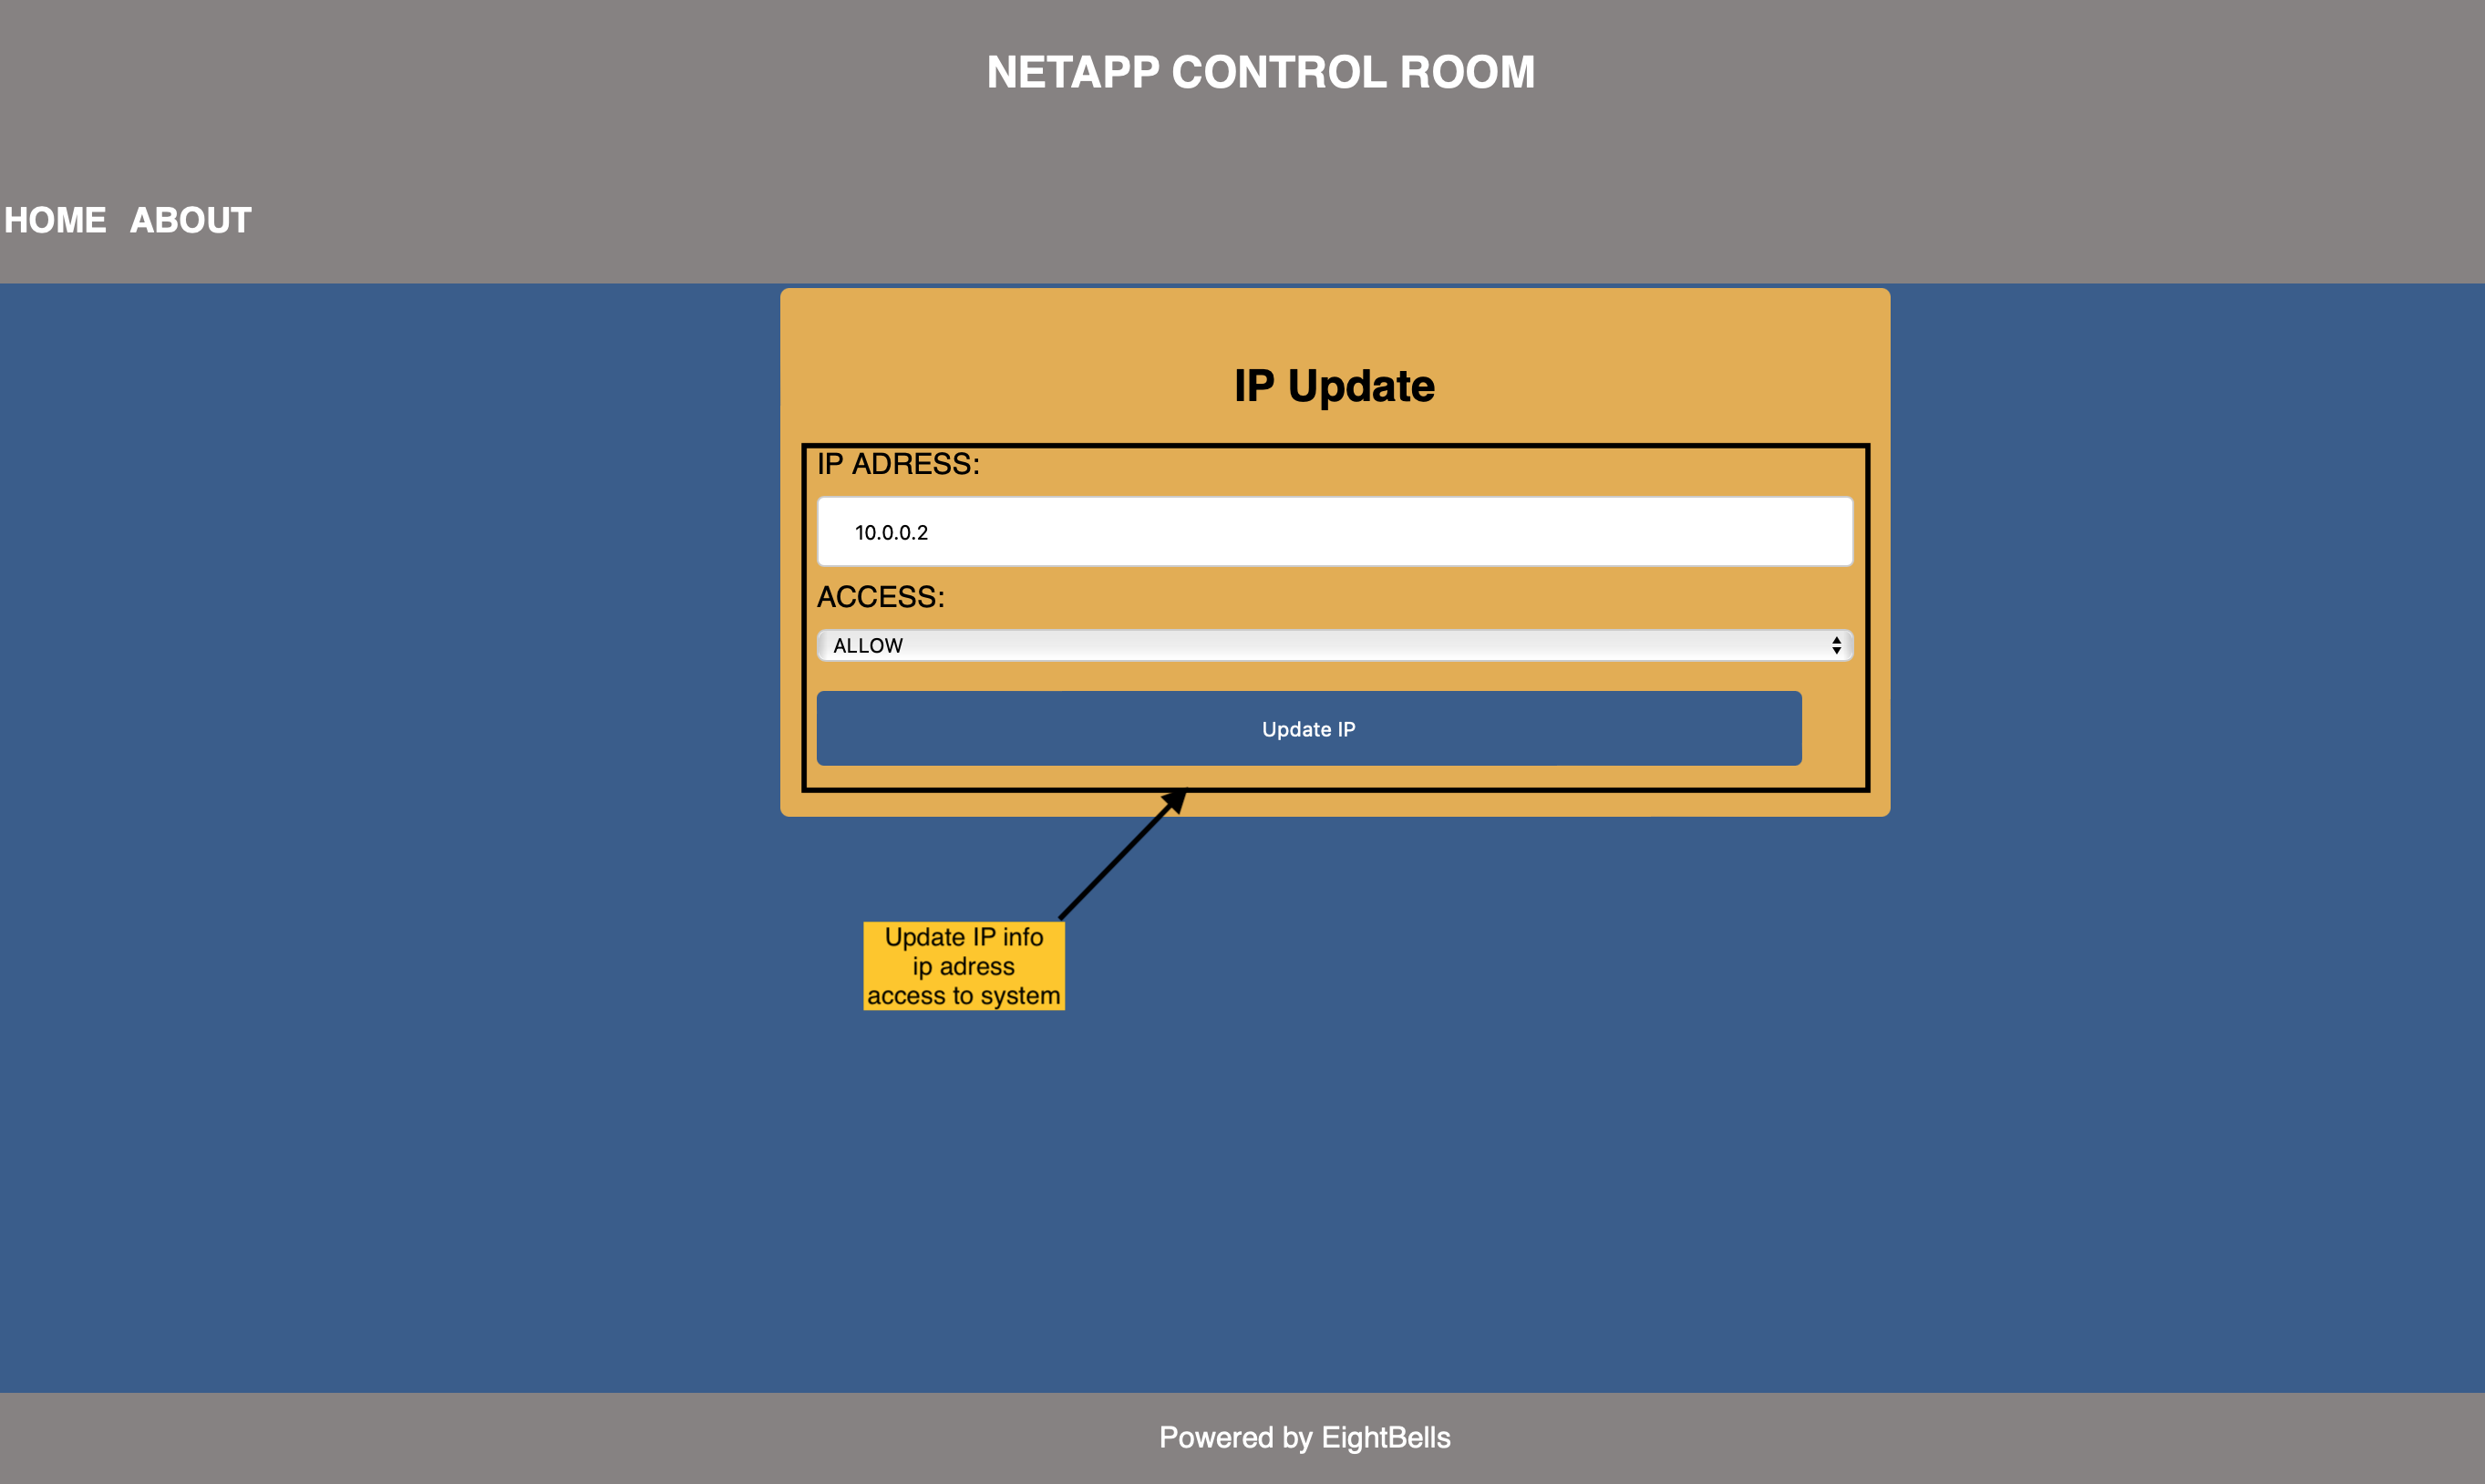 NETAPP CONTROL ROOM
HOME ABOUT
IP Update
IP ADRESS:
10.0.0.2
ACCESS:
ALLOW
Update IP
Update IP info
ip adress
access to system
Powered by EightBells